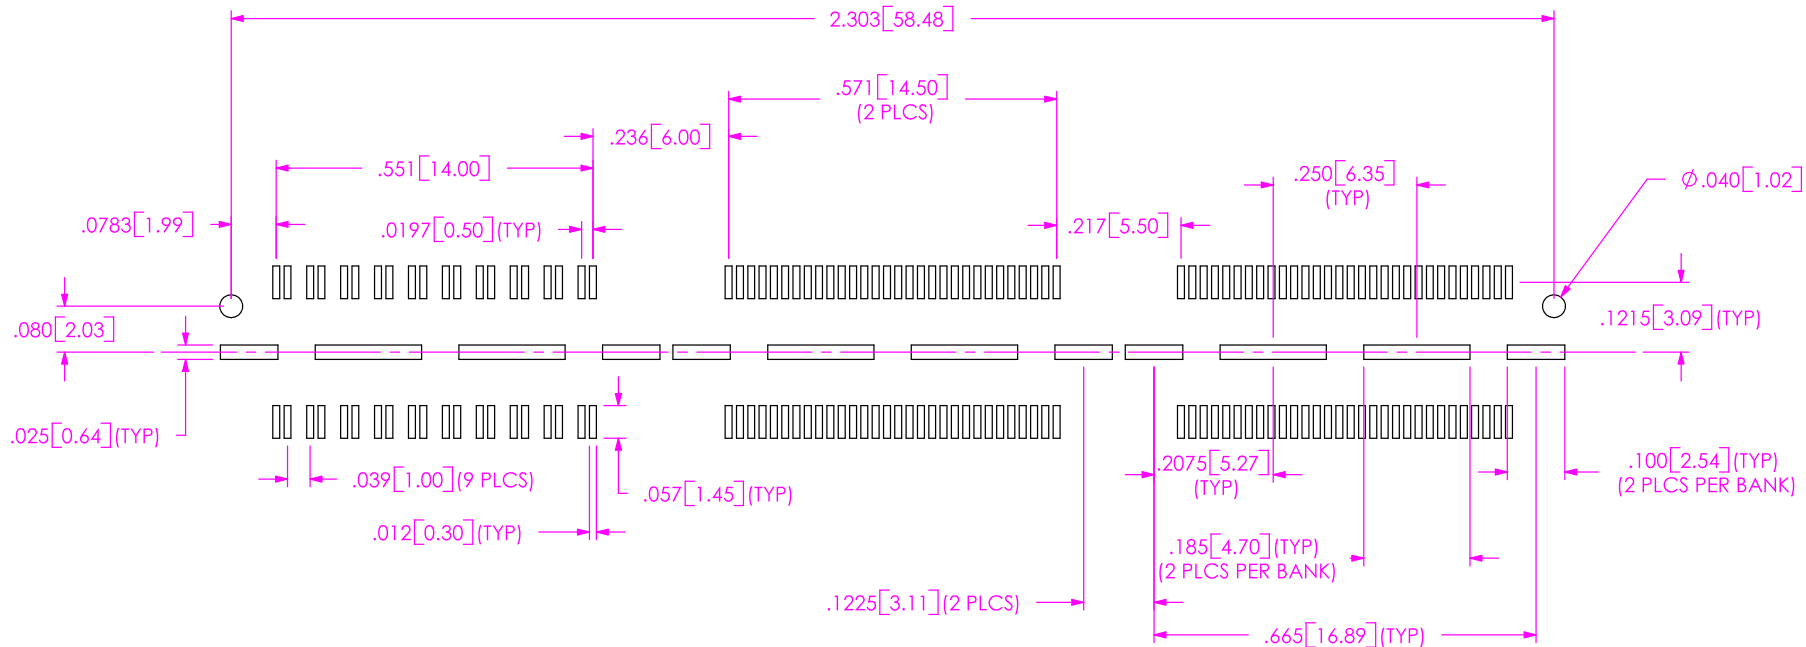 2.303[58.48]
.571[14.50]
(2 PLCS)
.236[6.00]
.551[14.00]
.250[6.35]
(TYP)
Ø.040[1.02]
.0783[1.99]
.0197[0.50](TYP)
.217[5.50]
.080[2.03]
.1215[3.09](TYP)
.025[0.64](TYP)
.039[1.00](9 PLCS)
.057[1.45](TYP)
.2075[5.27]
(TYP)
.100[2.54](TYP)
(2 PLCS PER BANK)
.012[0.30](TYP)
.185[4.70](TYP)
(2 PLCS PER BANK)
.1225[3.11](2 PLCS)
.665[16.89](TYP)